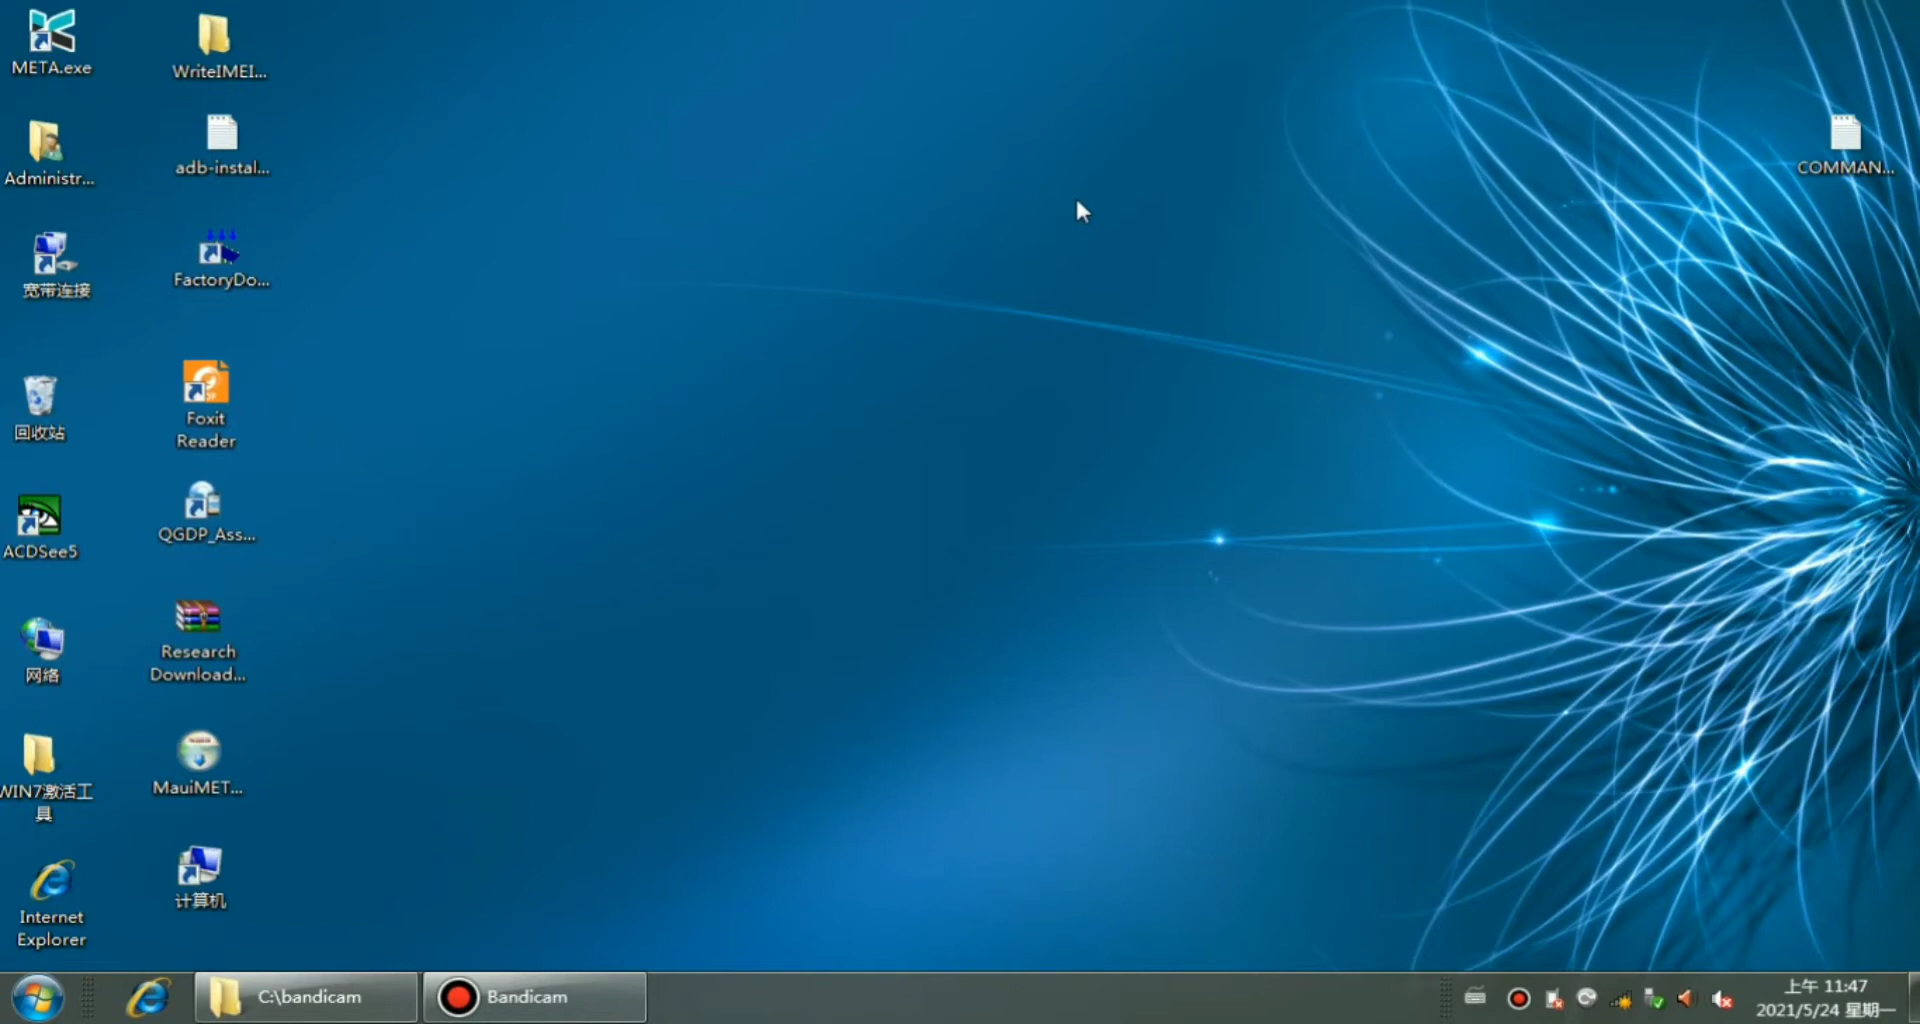 META.exe
WriteIMEI...
Administr...
adb-instal...
COMMAN...
宽带连接
FactoryDo...
回收站
Foxit
Reader
ACDSee5
QGDP_Ass...
网络
Research
Download...
WIN7激活工
具
MauiMET...
Internet
Explorer
计算机
C:\bandicam
Bandicam
上午 11:47
2021/5/24 星期一